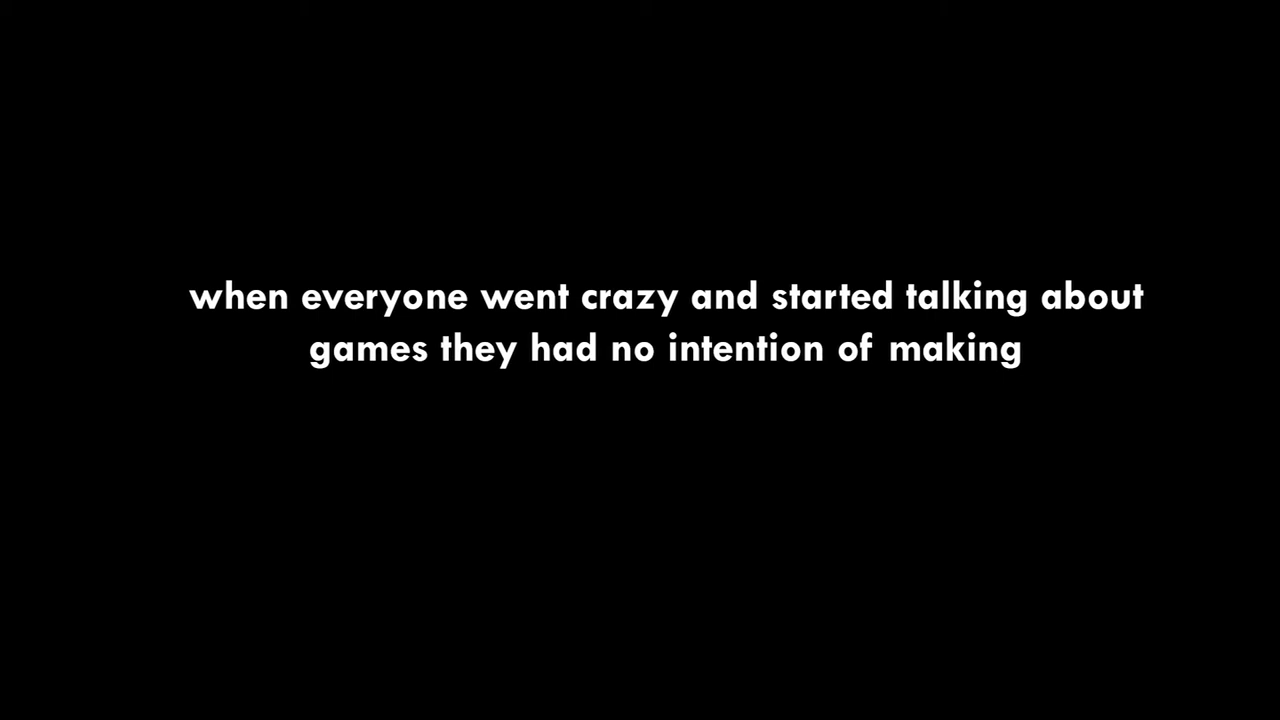 when everyone went crazy and started talking about
games they had no intention of making